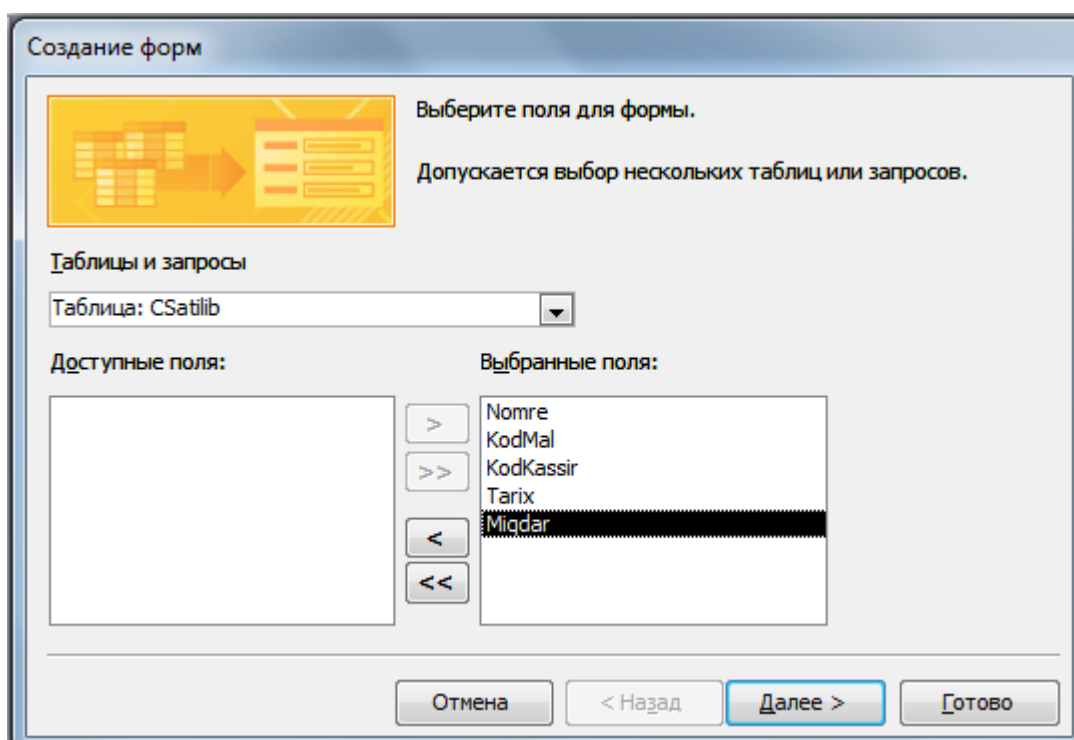 Создание форм
Выберите поля для формы.
Допускается выбор нескольких таблиц или запросов.
Таблицы и запросы
Таблица: CSatilib
Доступные поля:
Выбранные поля:
>
>>
<
<<
Nomre
KodMal
KodKassir
Tarix
Miqdar
Отмена
< Назад
Далее >
Готово